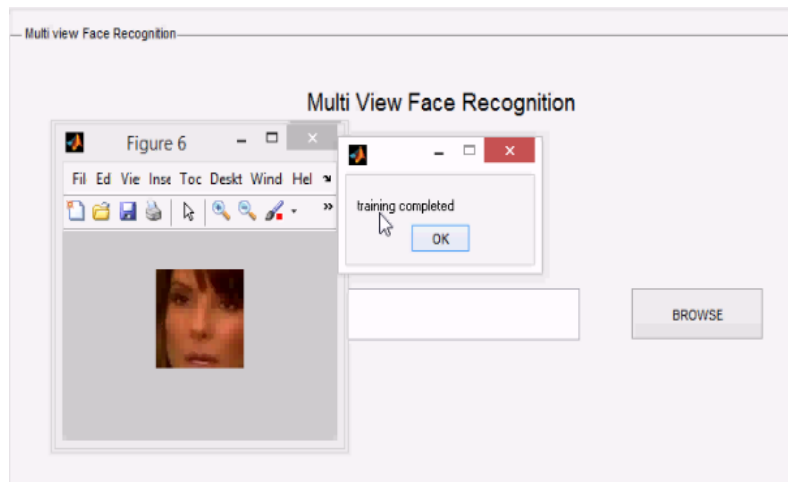 Multi view Face Recognition
Multi View Face Recognition
Figure 6
Fil Ed Vie Inse Toc Deskt Wind Hel
training completed
OK
BROWSE